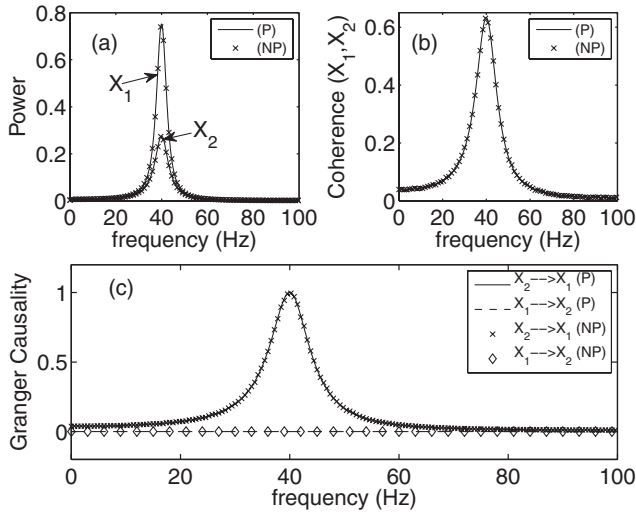 (a)
(P)
(NP)
X1
X2
Power
0.8
0.6
0.4
0.2
0
0 20 40 60 80 100
frequency (Hz)
(b)
(P)
(NP)
Coherence (X1,X2)
0.6
0.4
0.2
0
0 20 40 60 80 100
frequency (Hz)
(c)
X2-->X1 (P)
X1-->X2 (P)
X2-->X1 (NP)
X1-->X2 (NP)
Granger Causality
1
0.5
0
0 20 40 60 80 100
frequency (Hz)